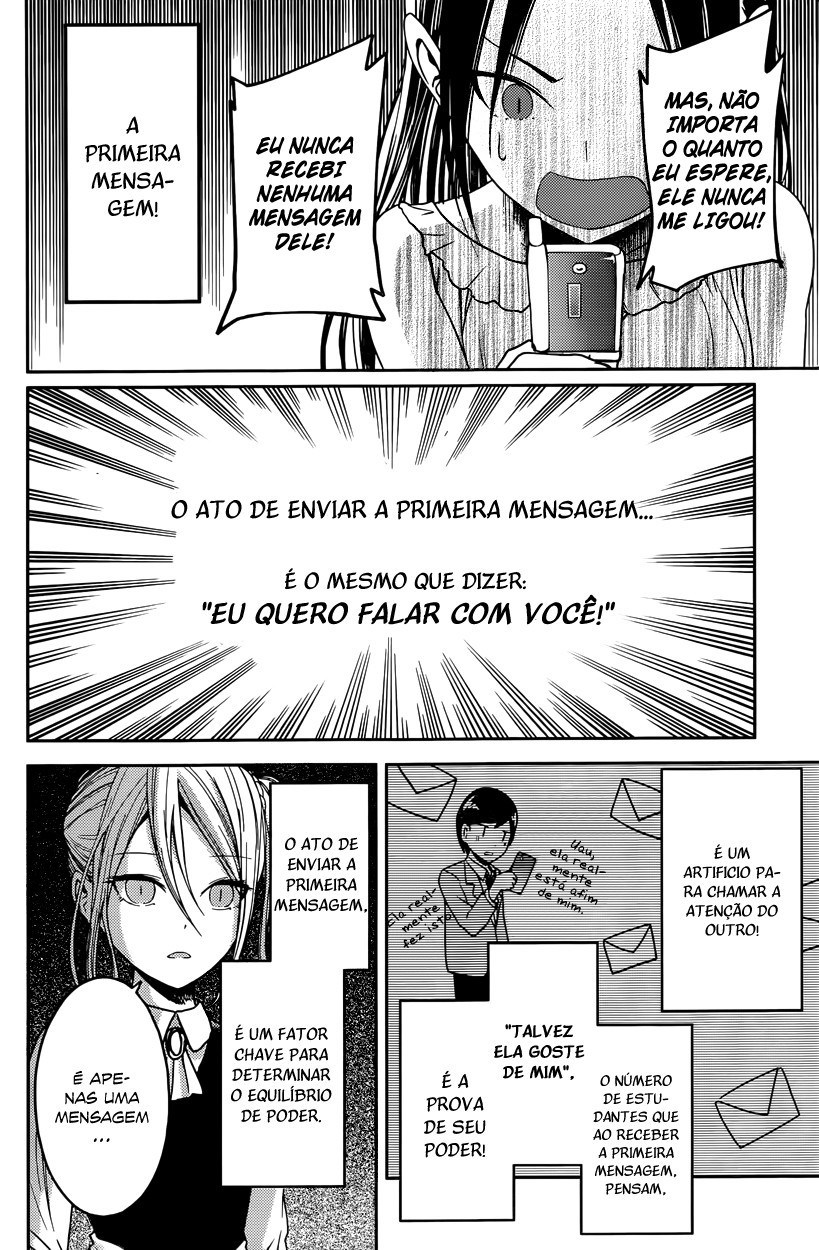 MAS, NÃO
IMPORTA
O QUANTO
EU ESPERE,
ELE NUNCA
ME LIGOU!
EU NUNCA
RECEBI
NENHUMA
MENSAGEM
DELE!
A
PRIMEIRA
MENSA-
GEM!
O ATO DE ENVIAR A PRIMEIRA MENSAGEM...
É O MESMO QUE DIZER:
"EU QUERO FALAR COM VOCÊ!"
É UM
ARTIFICIO PA-
RA CHAMAR A
ATENÇÃO DO
OUTRO!
Uau,
ela real-
mente
está afim
de mim.
Ela real-
mente
fez isto
O NÚMERO
DE ESTU-
DANTES QUE
AO RECEBER
A PRIMEIRA
MENSAGEM,
PENSAM,
"TALVEZ
ELA GOSTE
DE MIM",
É A
PROVA
DE SEU
PODER!
O ATO DE
ENVIAR A
PRIMEIRA
MENSAGEM,
É UM FATOR
CHAVE PARA
DETERMINAR
O EQUILÍBRIO
DE PODER.
É APE-
NAS UMA
MENSAGEM
...